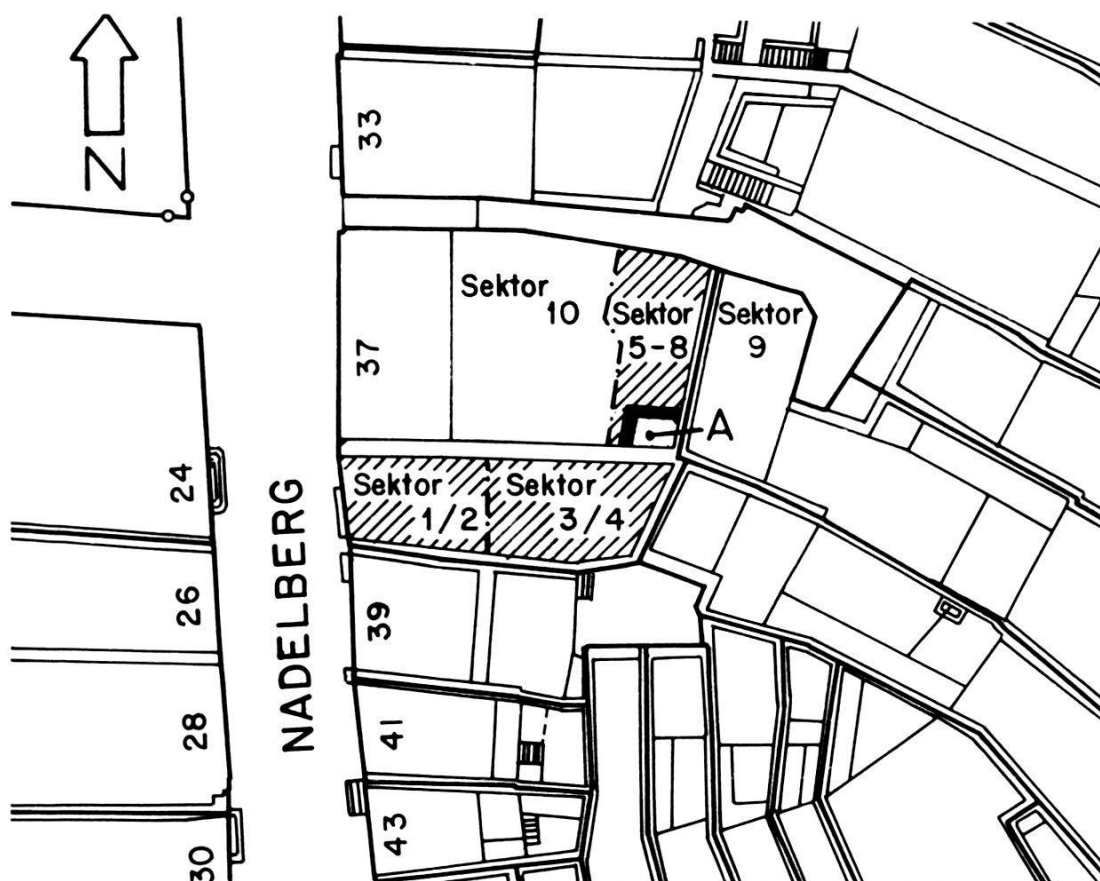 N
33
37
Sektor
10
Sektor
5-8
Sektor
9
A
Sektor
1/2
Sektor
3/4
NADELBERG
24
26
28
30
39
41
43